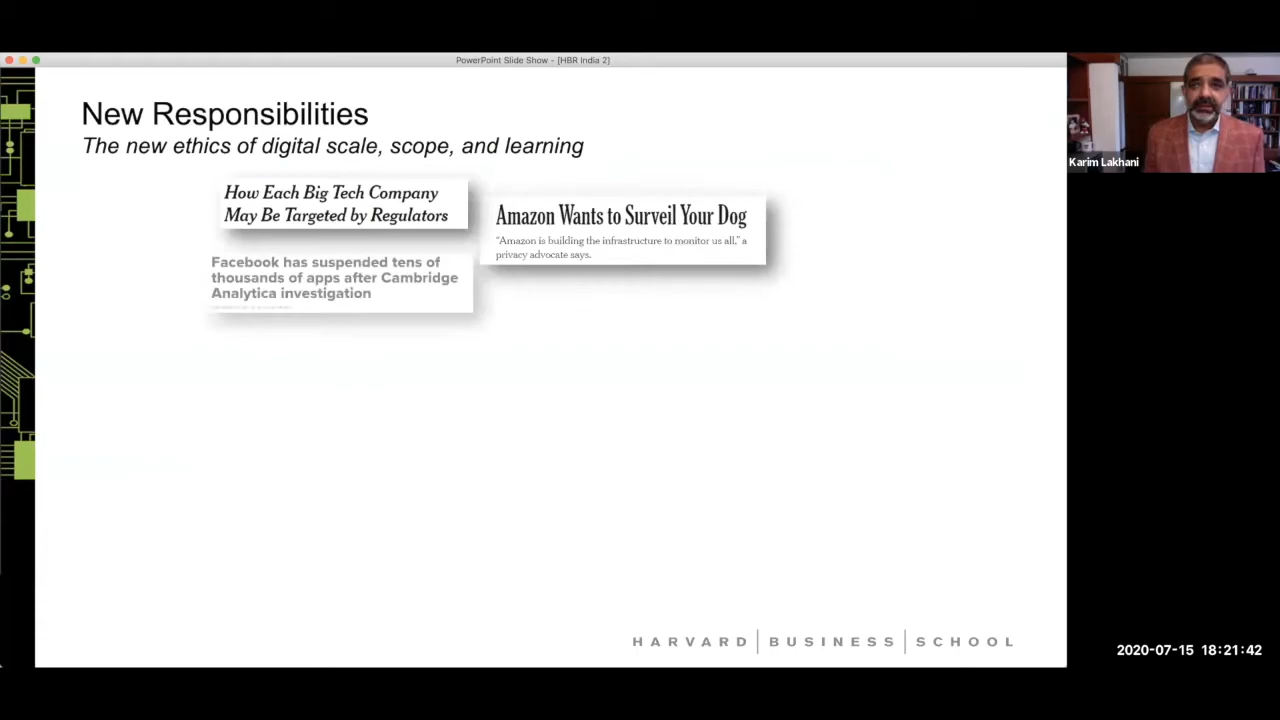 PowerPoint Slide Show - [HBR India 2]
New Responsibilities
The new ethics of digital scale, scope, and learning
How Each Big Tech Company
May Be Targeted by Regulators
Amazon Wants to Surveil Your Dog
"Amazon is building the infrastructure to monitor us all," a
privacy advocate says.
Facebook has suspended tens of
thousands of apps after Cambridge
Analytica investigation
HARVARD | BUSINESS | SCHOOL
Karim Lakhani
2020-07-15 18:21:42